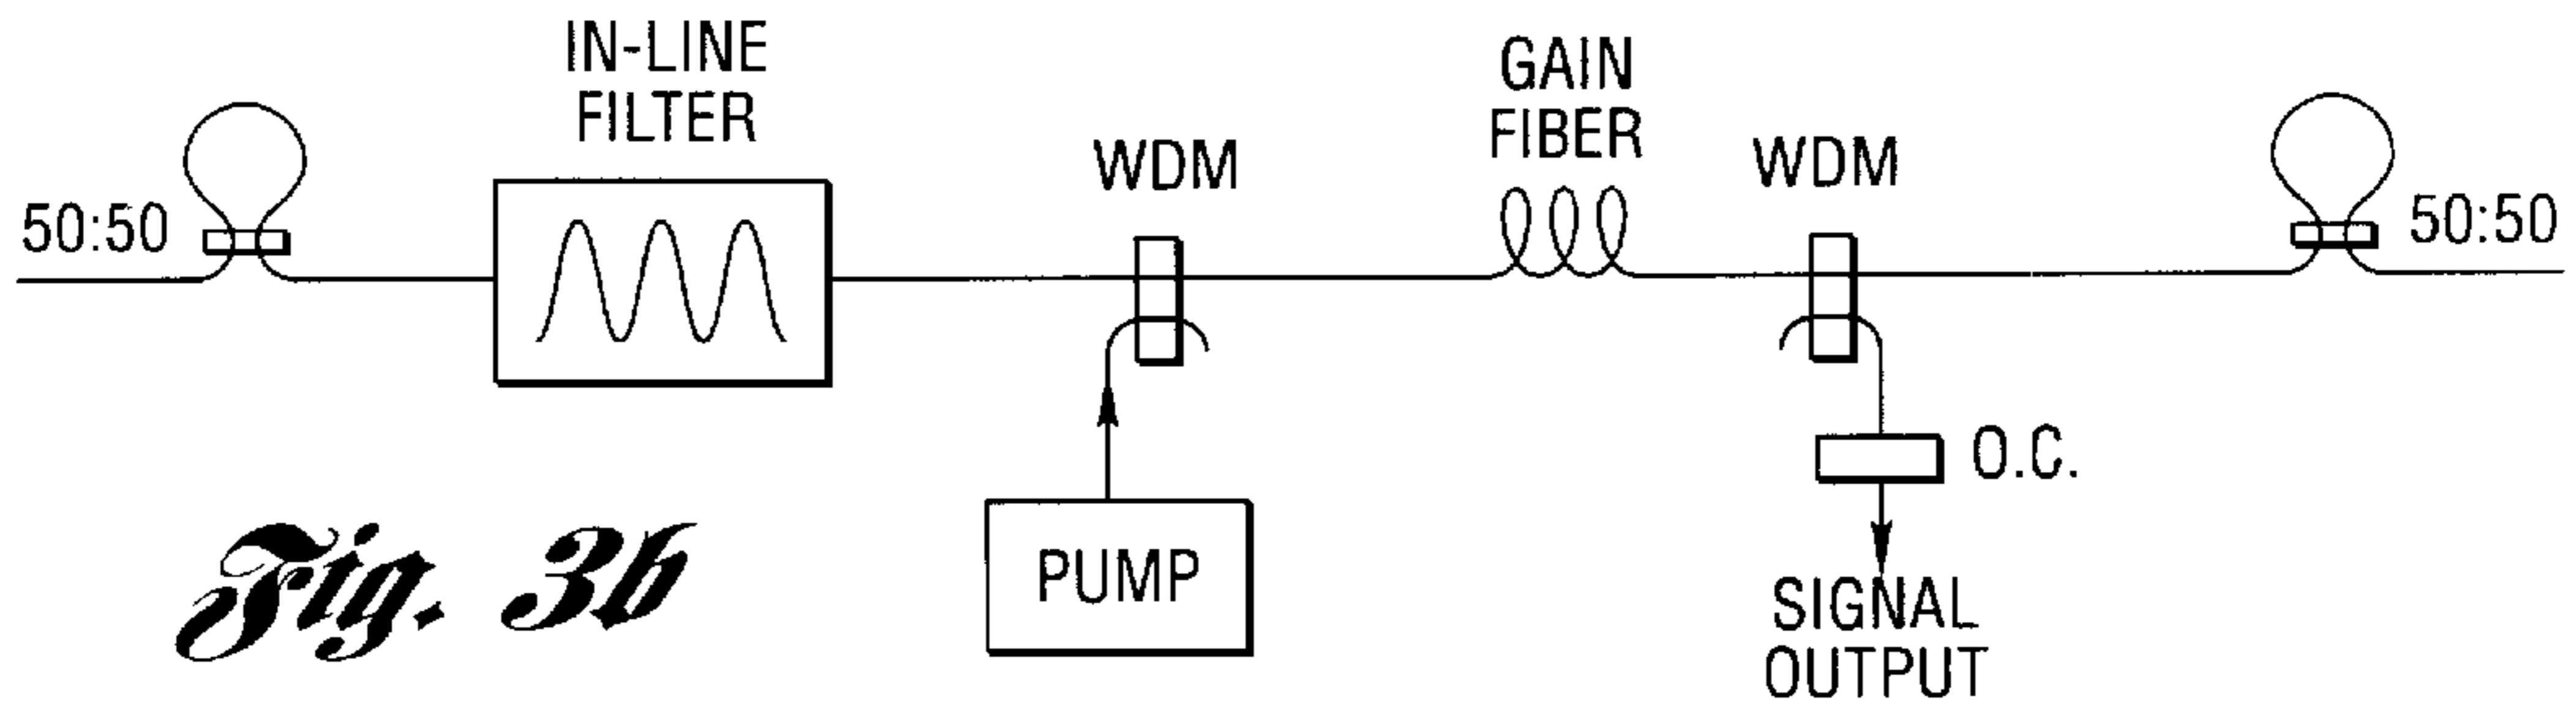 IN-LINE
FILTER
GAIN
FIBER
WDM
WDM
50:50
50:50
O.C.
PUMP
SIGNAL
OUTPUT
Fig. 3b